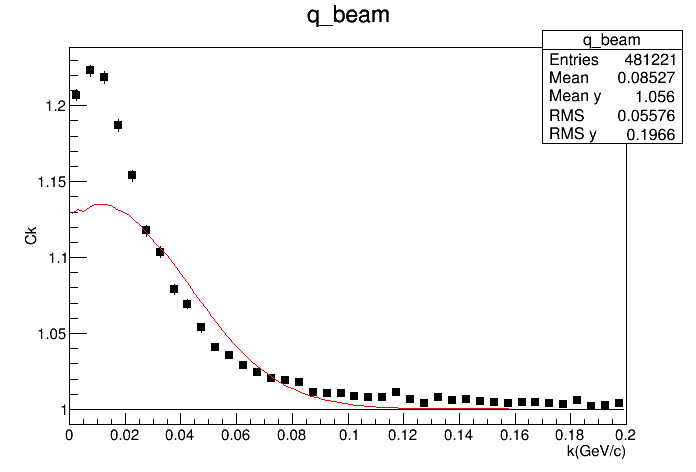 q_beam
q_beam
Entries 481221
Mean 0.08527
Mean y 1.056
RMS 0.05576
RMS y 0.1966
1.2
1.15
Ck
1.1
1.05
1
0 0.02 0.04 0.06 0.08 0.1 0.12 0.14 0.16 0.18 0.2
k(GeV/c)